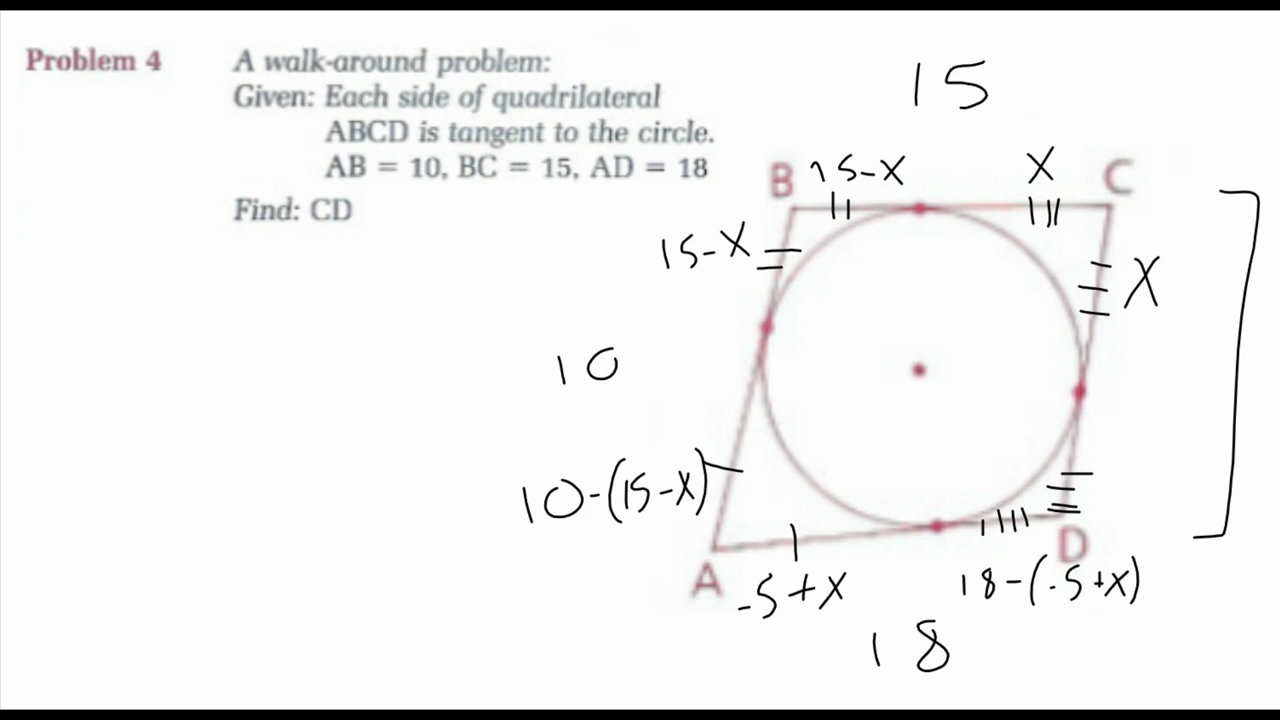 Problem 4 A walk-around problem:
Given: Each side of quadrilateral
ABCD is tangent to the circle.
AB = 10, BC = 15, AD = 18
Find: CD
15
B 15-x x C
15-x
x
10
10-(15-x)
A
D
-5+x
18-(-5+x)
18